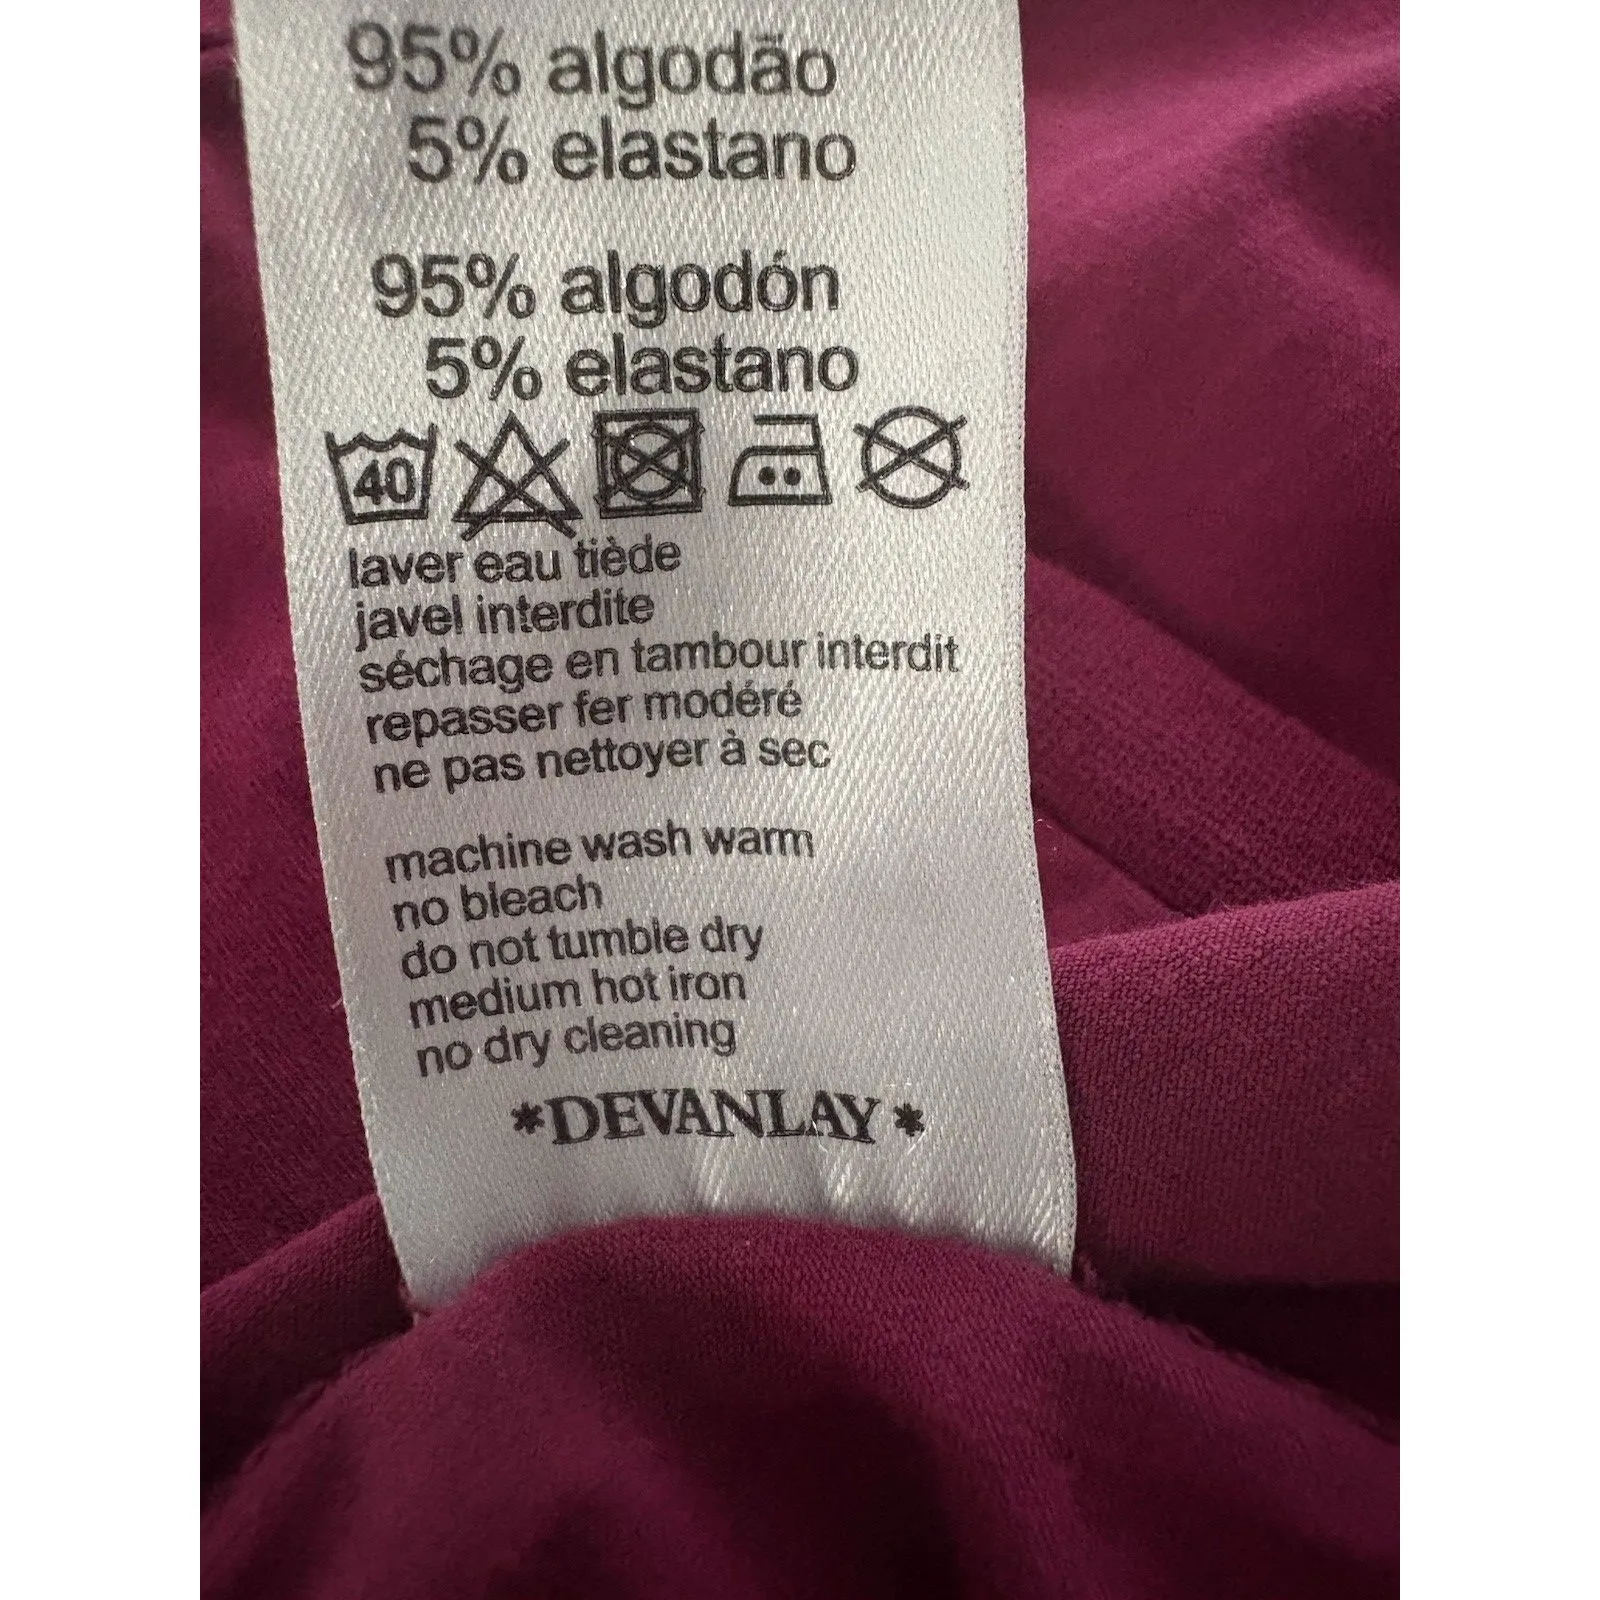 95% algodão
5% elastano
95% algodón
5% elastano
40
laver eau tiède
javel interdite
séchage en tambour interdit
repasser fer modéré
ne pas nettoyer à sec
machine wash warm
no bleach
do not tumble dry
medium hot iron
no dry cleaning
*DEVANLAY*